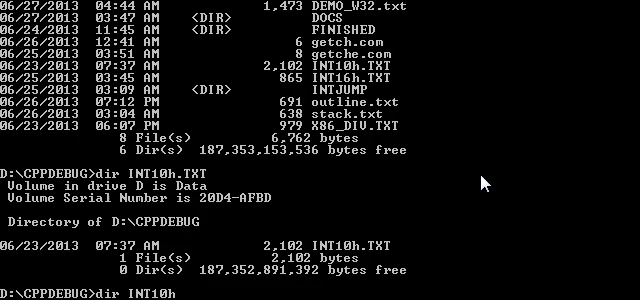 06/27/2013  04:44 AM             1,473 DEMO_W32.txt
06/27/2013  03:47 AM    <DIR>          DOCS
06/24/2013  11:45 AM    <DIR>          FINISHED
06/26/2013  12:41 AM                 6 getch.com
06/25/2013  03:51 AM                 8 getche.com
06/23/2013  07:37 AM             2,102 INT10h.TXT
06/25/2013  03:45 AM               865 INT16h.TXT
06/25/2013  03:09 AM    <DIR>          INTJUMP
06/26/2013  07:12 PM               691 outline.txt
06/26/2013  03:04 AM               638 stack.txt
06/23/2013  06:07 PM               979 X86_DIV.TXT
               8 File(s)          6,762 bytes
               6 Dir(s)  187,353,153,536 bytes free
D:\CPPDEBUG>dir INT10h.TXT
 Volume in drive D is Data
 Volume Serial Number is 20D4-AFBD
 Directory of D:\CPPDEBUG
06/23/2013  07:37 AM             2,102 INT10h.TXT
               1 File(s)          2,102 bytes
               0 Dir(s)  187,352,891,392 bytes free
D:\CPPDEBUG>dir INT10h